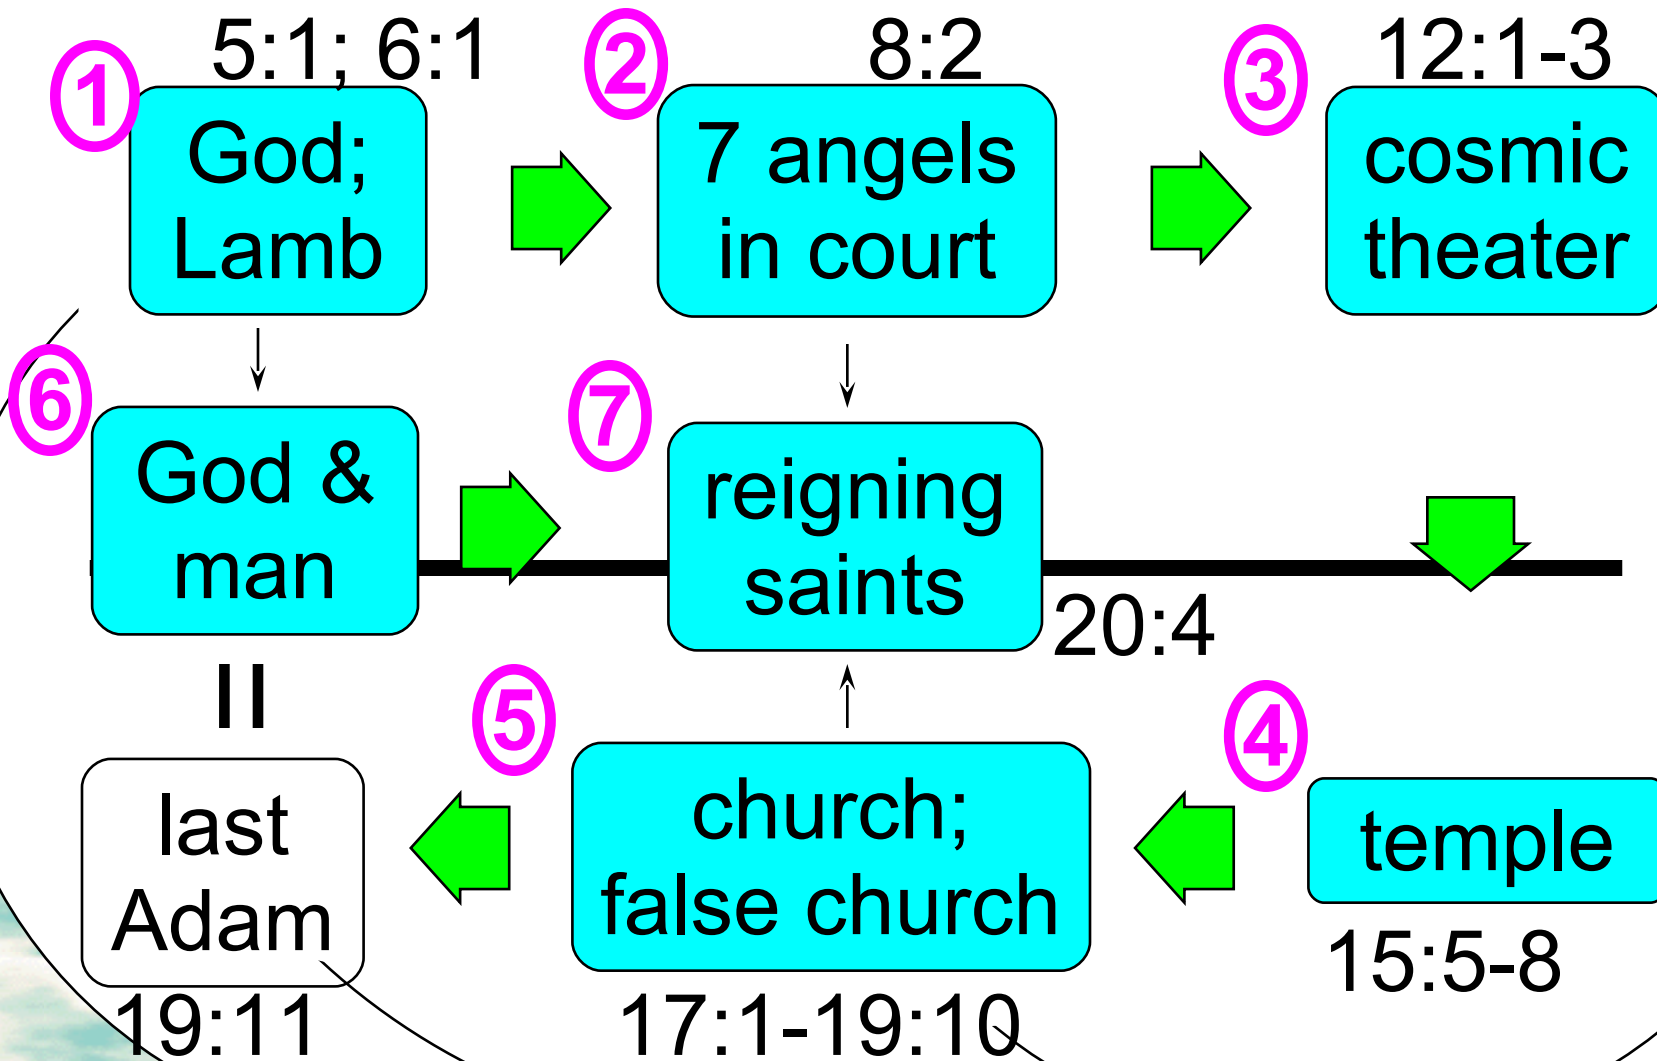 5:1; 6:1
8:2
12:1-3
1
God;
Lamb
2
7 angels
in court
3
cosmic
theater
6
God &
man
7
reigning
saints
20:4
last
Adam
19:11
5
church;
false church
17:1-19:10
4
temple
15:5-8